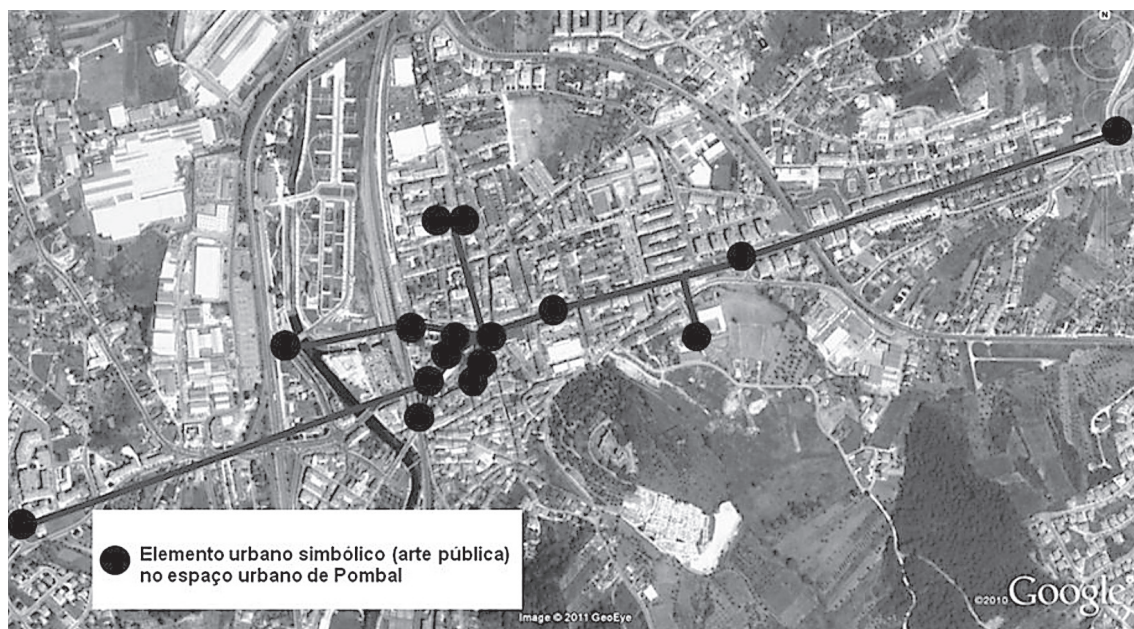 N
Elemento urbano simbólico (arte pública)
no espaço urbano de Pombal
©2010 Google
Image © 2011 GeoEye